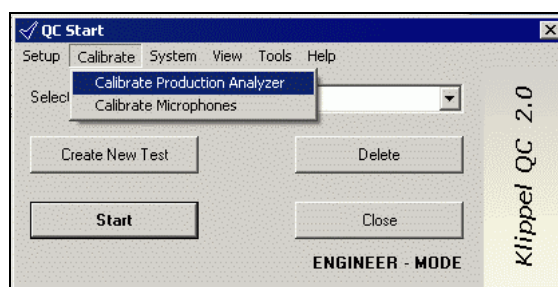 QC Start
Setup Calibrate System View Tools Help
Calibrate Production Analyzer
Selec
Calibrate Microphones
Create New Test Delete
Start Close
ENGINEER - MODE
Klippel QC 2.0